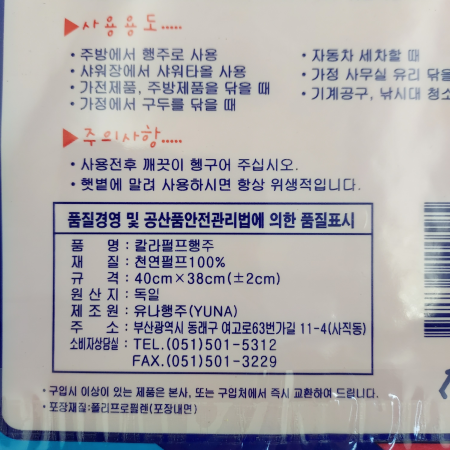 ▶사용용도.....
• 주방에서 행주로 사용
• 샤워장에서 샤워타올 사용
• 가전제품, 주방제품을 닦을 때
• 가정에서 구두를 닦을 때
• 자동차 세차할 때
• 가정 사무실 유리 닦을
• 기계공구, 낚시대 청소
▶주의사항.....
• 사용전후 깨끗이 헹구어 주십시오.
• 햇볕에 말려 사용하시면 항상 위생적입니다.
품질경영 및 공산품안전관리법에 의한 품질표시
품 명 : 칼라펄프행주
재 질 : 천연펄프100%
규 격 : 40cm×38cm(±2cm)
원 산 지 : 독일
제 조 원 : 유나행주(YUNA)
주 소 : 부산광역시 동래구 여고로63번가길 11-4(사직동)
소비자상담실 : TEL.(051)501-5312
FAX.(051)501-3229
• 구입시 이상이 있는 제품은 본사, 또는 구입처에서 즉시 교환하여 드립니다.
• 포장재질:폴리프로필렌(포장내면)